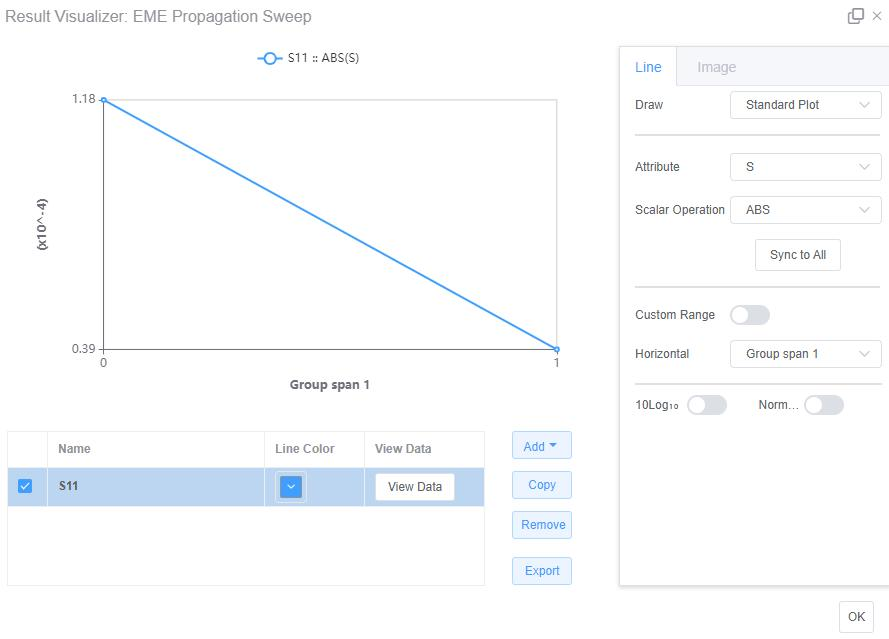 Result Visualizer: EME Propagation Sweep
S11 :: ABS(S)
1.18
(x10^-4)
0.39
0 1
Group span 1
Line Image
Draw Standard Plot
Attribute S
Scalar Operation ABS
Sync to All
Custom Range
Horizontal Group span 1
10Log₁₀ Norm...
Name Line Color View Data
S11 View Data
Add
Copy
Remove
Export
OK